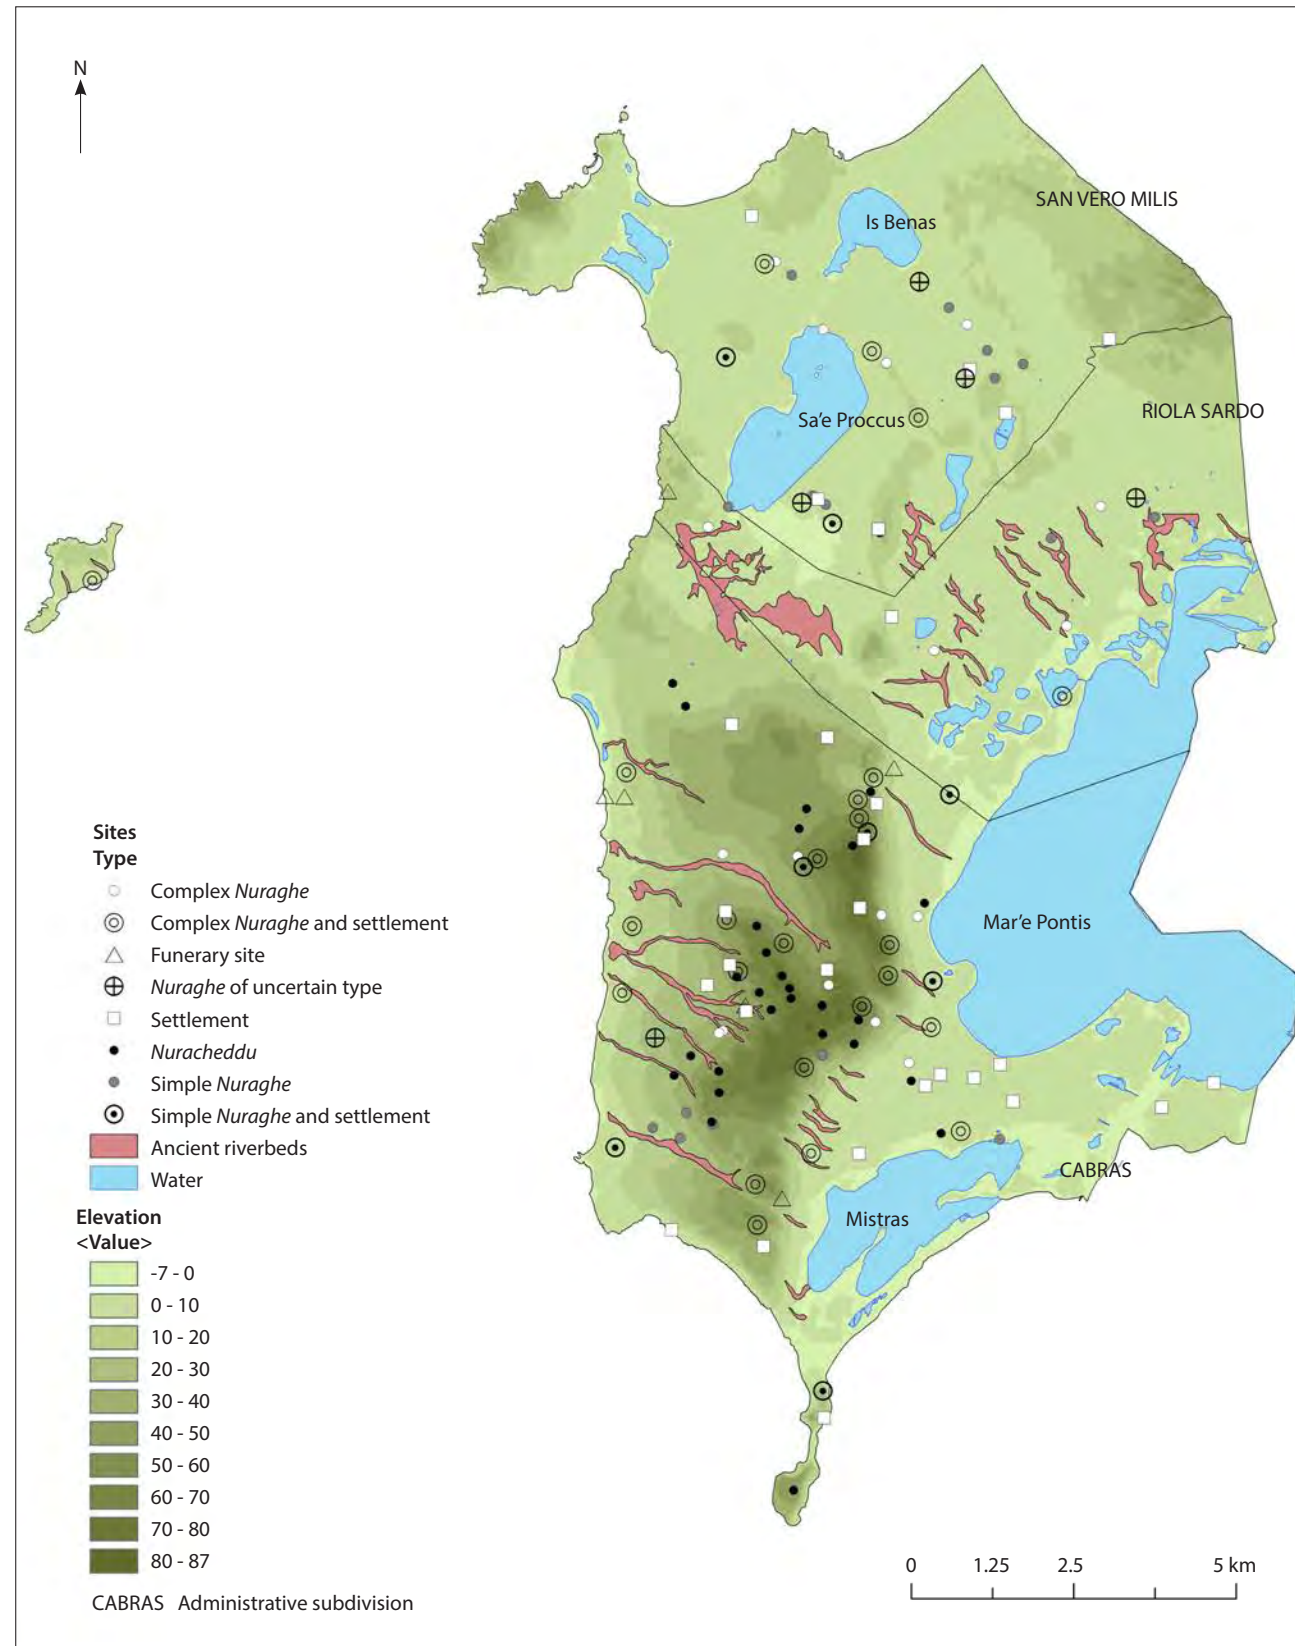 N
SAN VERO MILIS
Is Benas
RIOLA SARDO
Sa'e Proccus
Mar'e Pontis
CABRAS
Mistras
Sites
Type
Complex Nuraghe
Complex Nuraghe and settlement
Funerary site
Nuraghe of uncertain type
Settlement
Nuracheddu
Simple Nuraghe
Simple Nuraghe and settlement
Ancient riverbeds
Water
Elevation
<Value>
-7 - 0
0 - 10
10 - 20
20 - 30
30 - 40
40 - 50
50 - 60
60 - 70
70 - 80
80 - 87
CABRAS Administrative subdivision
0 1.25 2.5 5 km